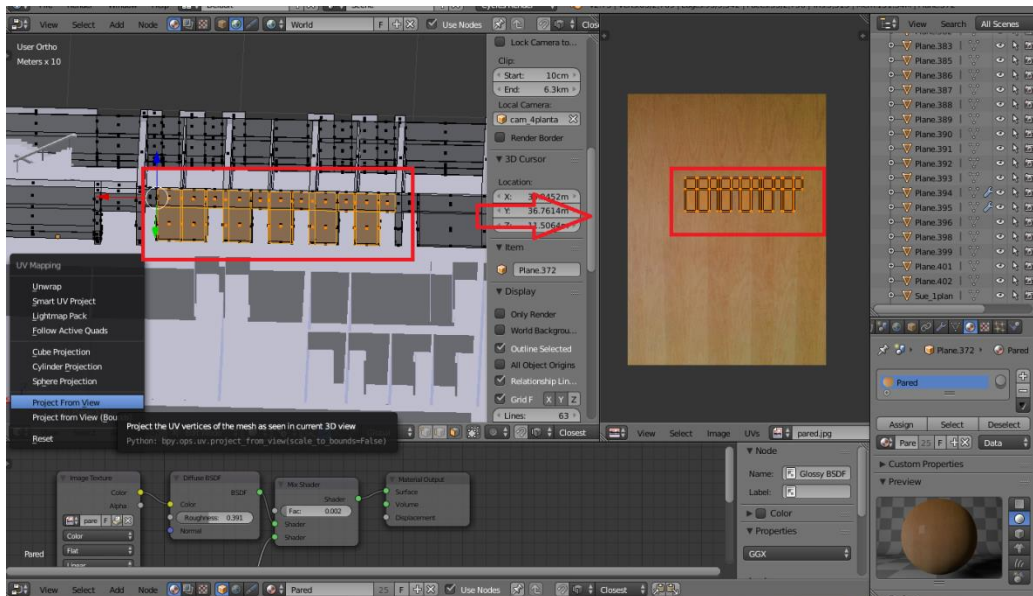 View Select Add Node World F Use Nodes Clos
View Search All Scenes
User Ortho
Meters x 10
Lock Camera to...
Clip:
Start: 10cm
End: 6.3km
Local Camera:
cam_4planta
Render Border
3D Cursor
Location:
X:
Y: 36.7614m
11.5064m
Item
Plane.372
Display
Only Render
World Backgrou...
Outline Selected
All Object Origins
Relationship Lin...
Grid F X Y Z
Lines: 63
Closest
Plane.383
Plane.385
Plane.386
Plane.387
Plane.388
Plane.389
Plane.390
Plane.391
Plane.392
Plane.393
Plane.394
Plane.395
Plane.396
Plane.398
Plane.399
Plane.401
Plane.402
Sue_1plan
UV Mapping
Unwrap
Smart UV Project
Lightmap Pack
Follow Active Quads
Cube Projection
Cylinder Projection
Sphere Projection
Project From View
Project from View (Bou
Reset
Project the UV vertices of the mesh as seen in current 3D view
Python: bpy.ops.uv.project_from_view(scale_to_bounds=False)
View Select Image UVs pared.jpg
Plane.372 Pared
Pared
Assign Select Deselect
Pare 25 F Data
Custom Properties
Preview
Image Texture
Color
Alpha
pare F
Color
Flat
Linear
Diffuse BSDF
BSDF
Color
Roughness: 0.391
Normal
Mix Shader
Shader
Fac: 0.002
Shader
Shader
Material Output
Surface
Volume
Displacement
Node
Name: Glossy BSDF
Label:
Color
Properties
GGX
Pared
View Select Add Node Pared 25 F Use Nodes Closest